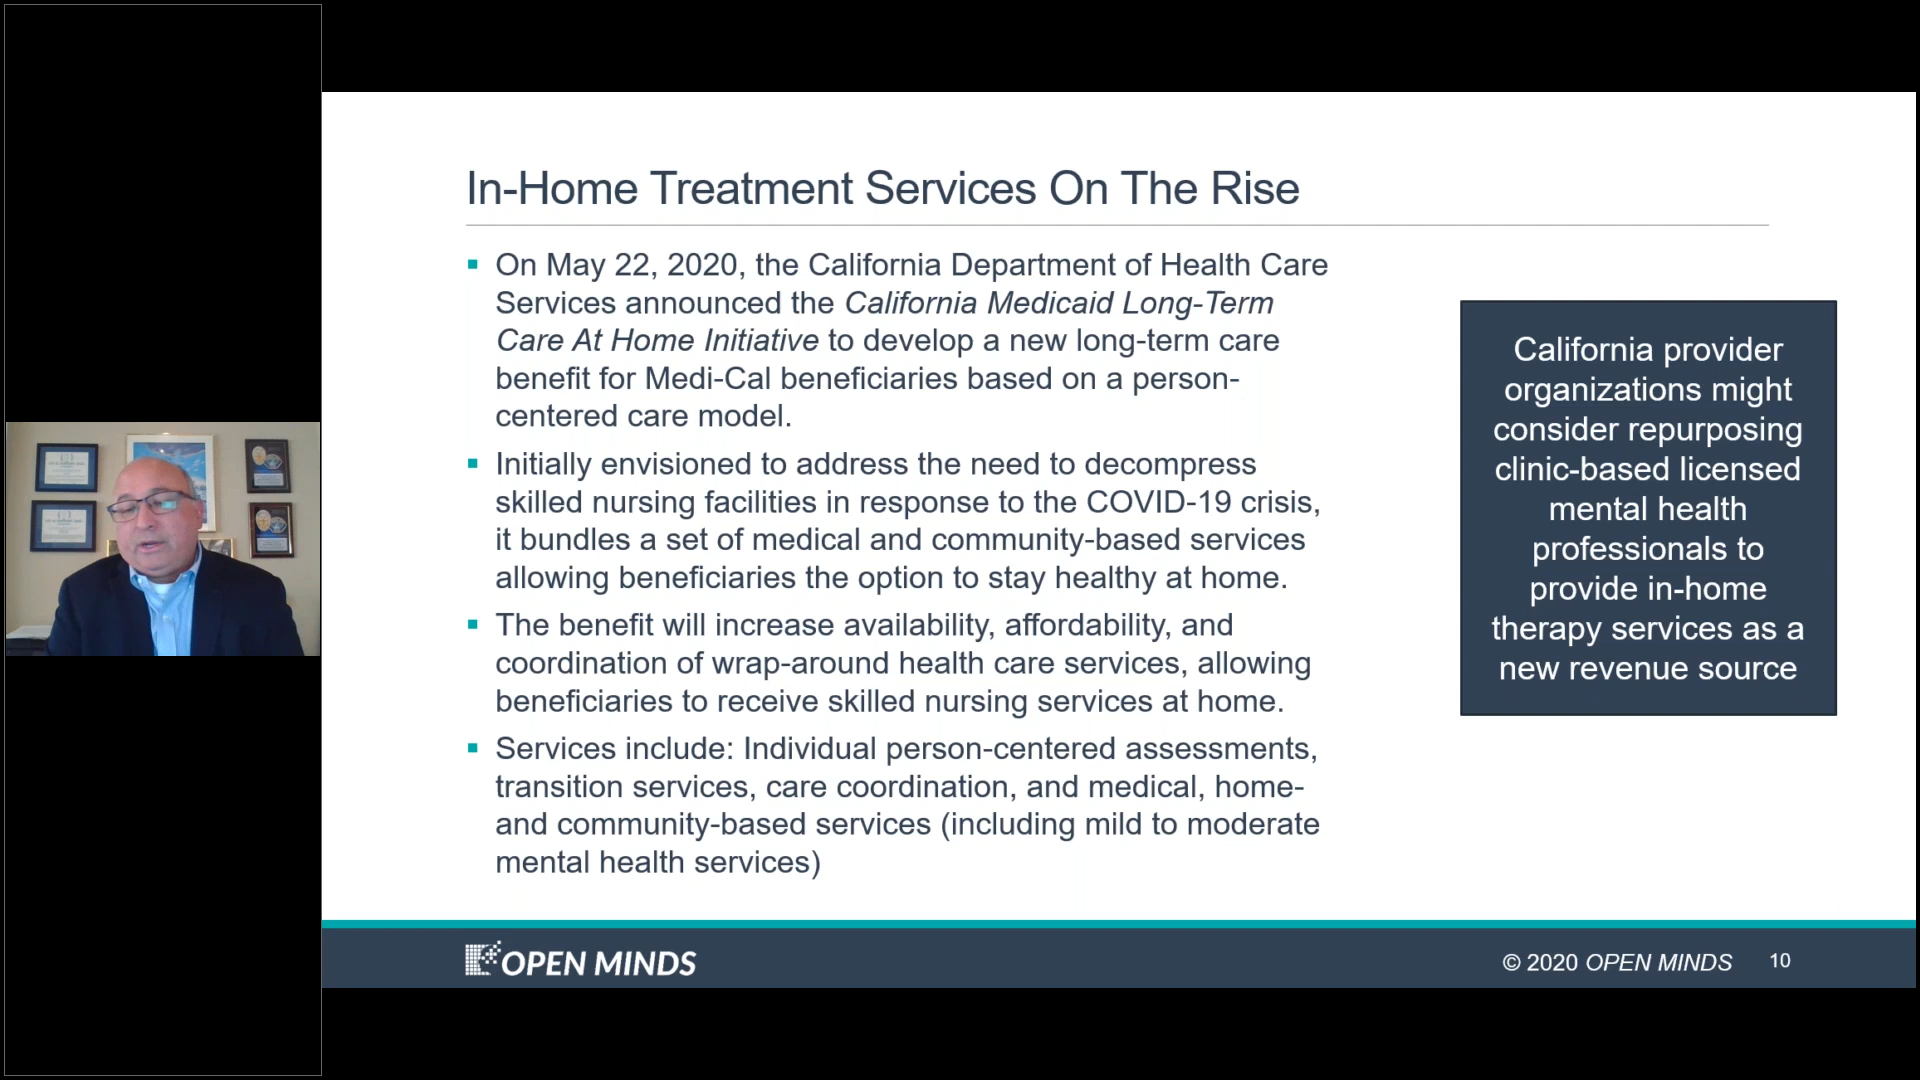 In-Home Treatment Services On The Rise
▪ On May 22, 2020, the California Department of Health Care
Services announced the California Medicaid Long-Term
Care At Home Initiative to develop a new long-term care
benefit for Medi-Cal beneficiaries based on a person-
centered care model.
▪ Initially envisioned to address the need to decompress
skilled nursing facilities in response to the COVID-19 crisis,
it bundles a set of medical and community-based services
allowing beneficiaries the option to stay healthy at home.
▪ The benefit will increase availability, affordability, and
coordination of wrap-around health care services, allowing
beneficiaries to receive skilled nursing services at home.
▪ Services include: Individual person-centered assessments,
transition services, care coordination, and medical, home-
and community-based services (including mild to moderate
mental health services)
California provider
organizations might
consider repurposing
clinic-based licensed
mental health
professionals to
provide in-home
therapy services as a
new revenue source
OPEN MINDS
© 2020 OPEN MINDS 10